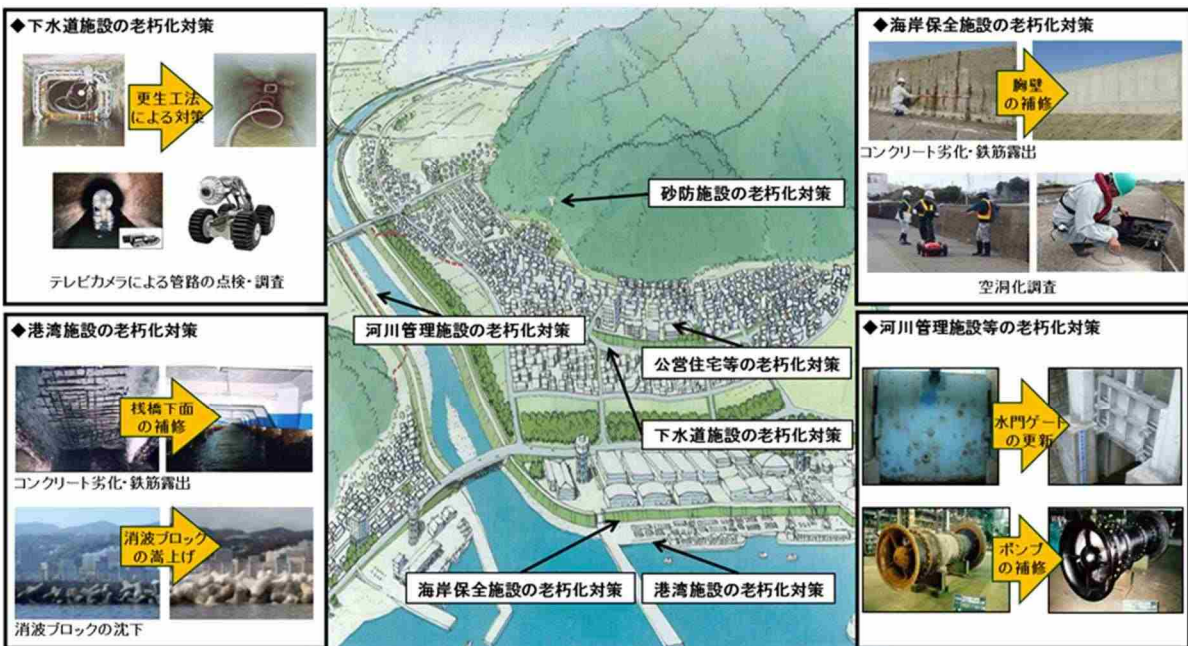 ◆下水道施設の老朽化対策
更生工法
による対策
テレビカメラによる管路の点検・調査
◆港湾施設の老朽化対策
桟橋下面
の補修
コンクリート劣化・鉄筋露出
消波ブロック
の嵩上げ
消波ブロックの沈下
砂防施設の老朽化対策
河川管理施設の老朽化対策
公営住宅等の老朽化対策
下水道施設の老朽化対策
海岸保全施設の老朽化対策
港湾施設の老朽化対策
◆海岸保全施設の老朽化対策
胸壁
の補修
コンクリート劣化・鉄筋露出
空洞化調査
◆河川管理施設等の老朽化対策
水門ゲート
の更新
ポンプ
の補修